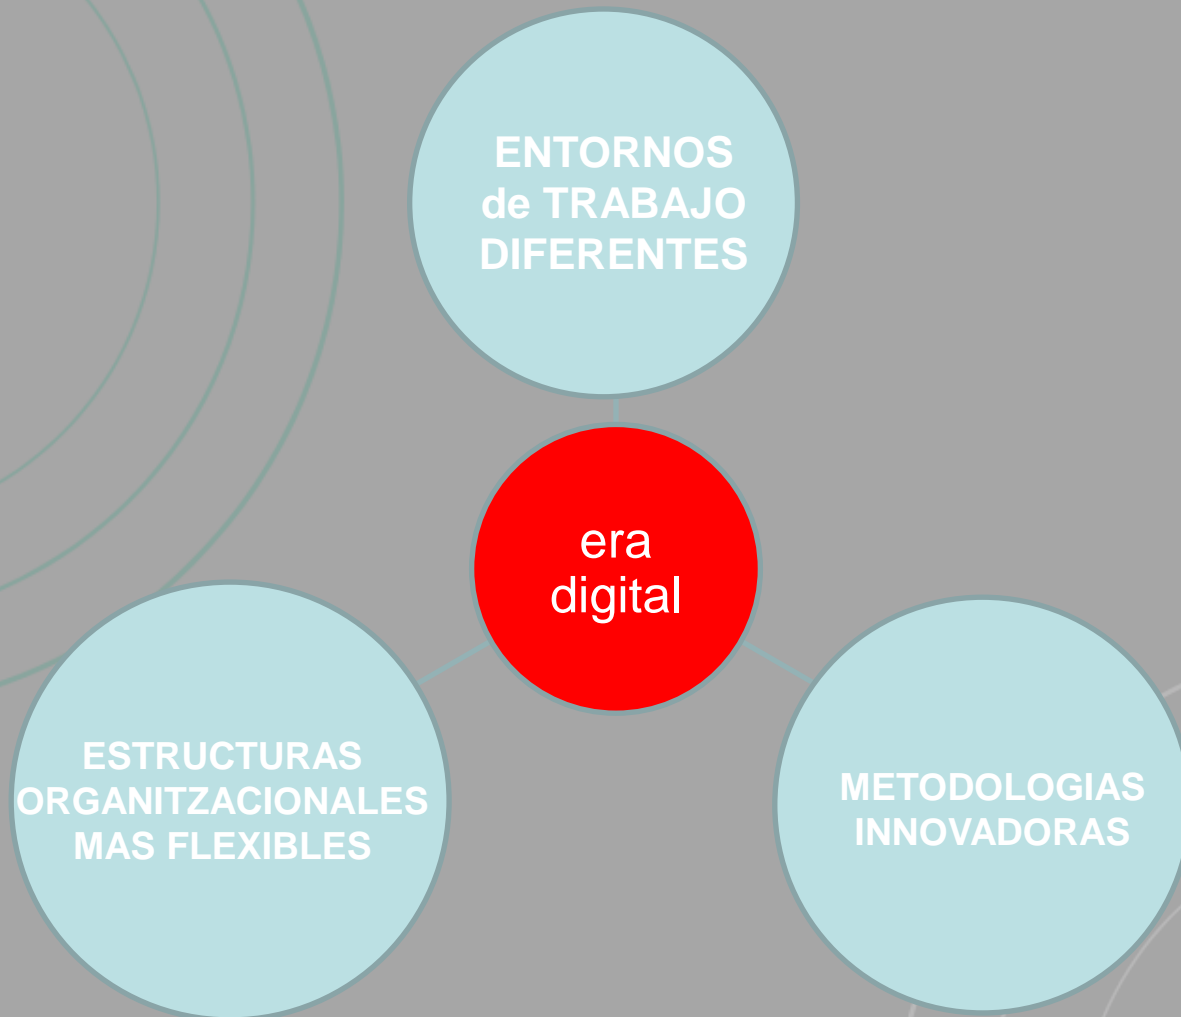 ENTORNOS
de TRABAJO
DIFERENTES
era
digital
ESTRUCTURAS
ORGANITZACIONALES
MAS FLEXIBLES
METODOLOGIAS
INNOVADORAS